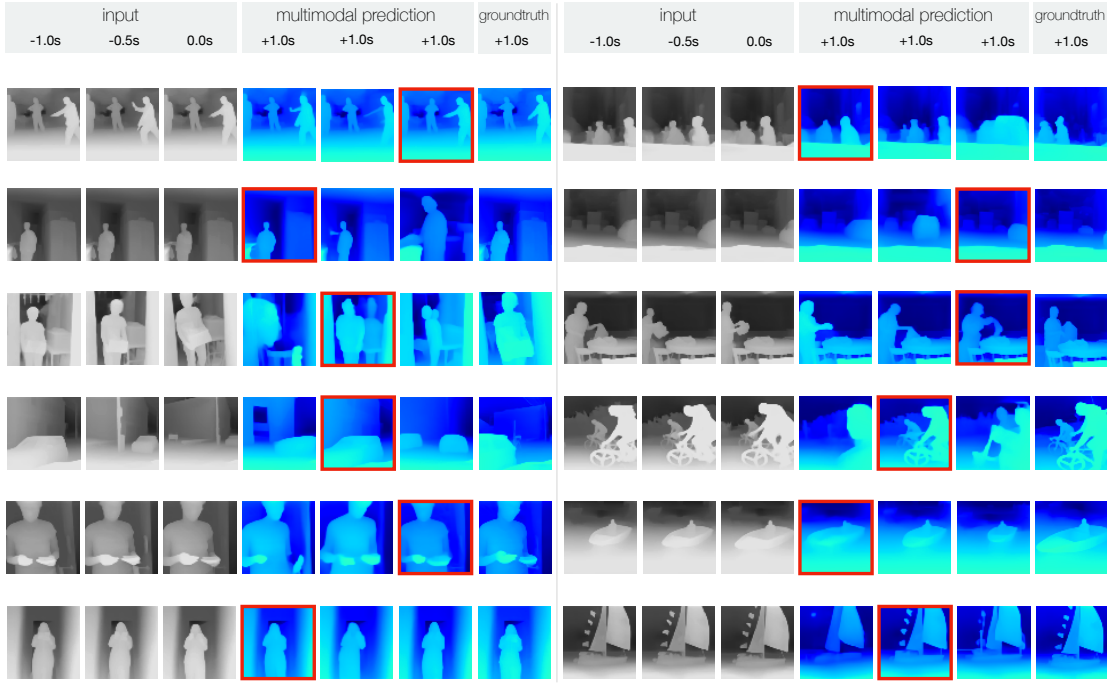 input multimodal prediction groundtruth input multimodal prediction groundtruth
-1.0s -0.5s 0.0s +1.0s +1.0s +1.0s +1.0s -1.0s -0.5s 0.0s +1.0s +1.0s +1.0s +1.0s